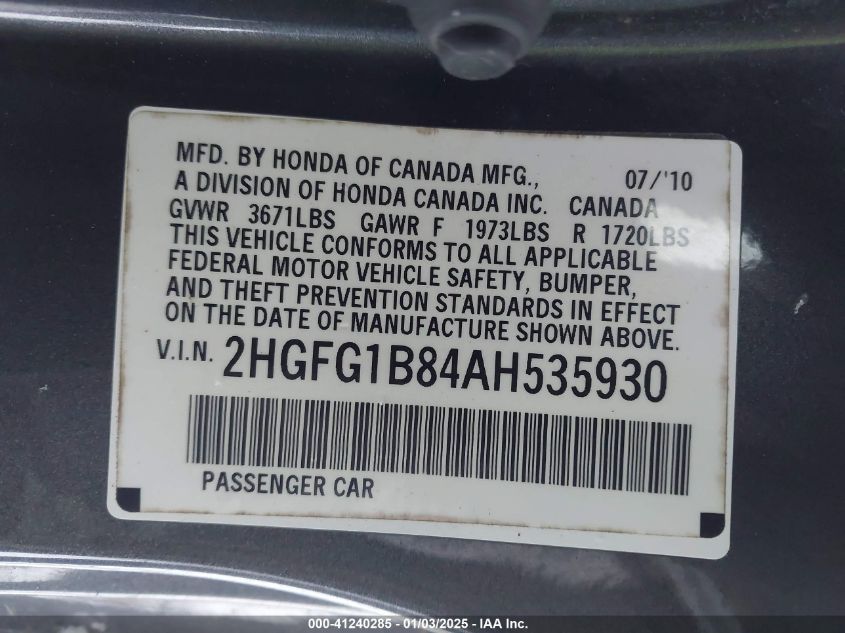 MFD. BY HONDA OF CANADA MFG., 07/'10
A DIVISION OF HONDA CANADA INC. CANADA
GVWR 3671LBS GAWR F 1973LBS R 1720LBS
THIS VEHICLE CONFORMS TO ALL APPLICABLE
FEDERAL MOTOR VEHICLE SAFETY, BUMPER,
AND THEFT PREVENTION STANDARDS IN EFFECT
ON THE DATE OF MANUFACTURE SHOWN ABOVE.
V.I.N. 2HGFG1B84AH535930
PASSENGER CAR
000-41240285 - 01/03/2025 - IAA Inc.